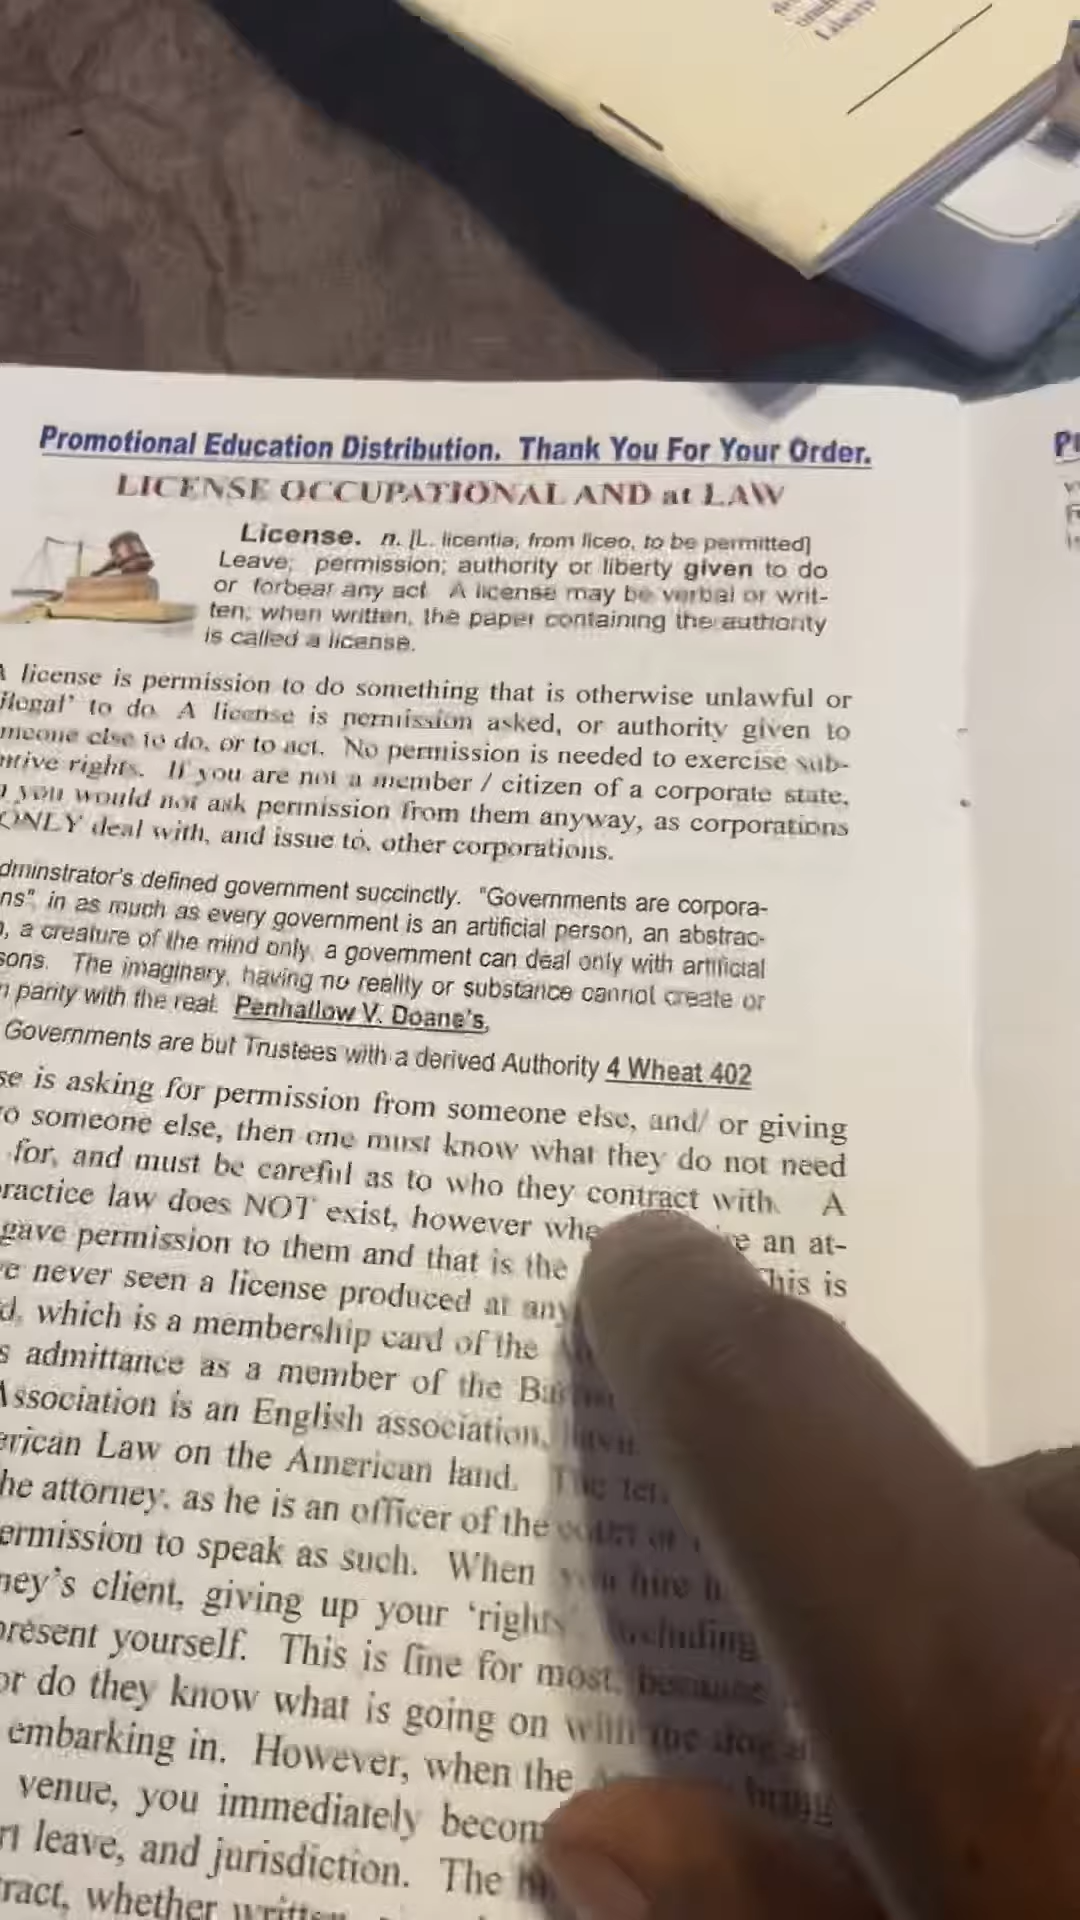 Liberty
Promotional Education Distribution. Thank You For Your Order.
LICENSE OCCUPATIONAL AND at LAW
License. n. [L. licentia, from liceo, to be permitted]
Leave; permission; authority or liberty given to do
or forbear any act. A license may be verbal or writ-
ten; when written, the paper containing the authority
is called a license.
A license is permission to do something that is otherwise unlawful or
to do. A license is permission asked, or authority given to
else to do, or to act. No permission is needed to exercise sub-
rights. If you are not a member / citizen of a corporate state,
you would not ask permission from them anyway, as corporations
ONLY deal with, and issue to, other corporations.
dminstrator's defined government succinctly. "Governments are corpora-
ns", in as much as every government is an artificial person, an abstrac-
, a creature of the mind only, a government can deal only with artificial
sons. The imaginary, having no reality or substance cannot create or
parity with the real. Penhallow V. Doane's,
Governments are but Trustees with a derived Authority 4 Wheat 402
se is asking for permission from someone else, and/ or giving
to someone else, then one must know what they do not need
for, and must be careful as to who they contract with. A
ractice law does NOT exist, however an at-
gave permission to them and that is the This is
e never seen a license produced at any
d, which is a membership card of the
s admittance as a member of the
Association is an English association,
erican Law on the American land.
he attorney, as he is an officer of the court
ermission to speak as such. When you hire
ney's client, giving up your 'rights' including
present yourself. This is fine for most, because
or do they know what is going on with the
embarking in. However, when the
venue, you immediately
rt leave, and jurisdiction. The
ract, whether